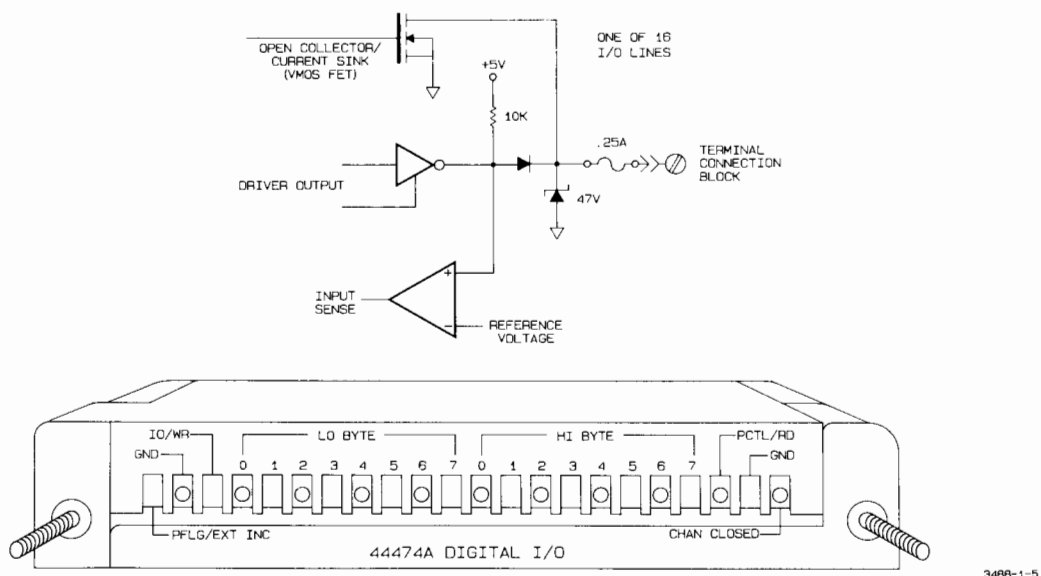 OPEN COLLECTOR/
CURRENT SINK
(VMOS FET)
ONE OF 16
I/O LINES
+5V
10K
.25A
TERMINAL
CONNECTION
BLOCK
DRIVER OUTPUT
47V
+
INPUT
SENSE
−
REFERENCE
VOLTAGE
IO/WR
LO BYTE
HI BYTE
PCTL/RD
GND
0 1 2 3 4 5 6 7 0 1 2 3 4 5 6 7
GND
PFLG/EXT INC
CHAN CLOSED
44474A DIGITAL I/O
3488-1-5